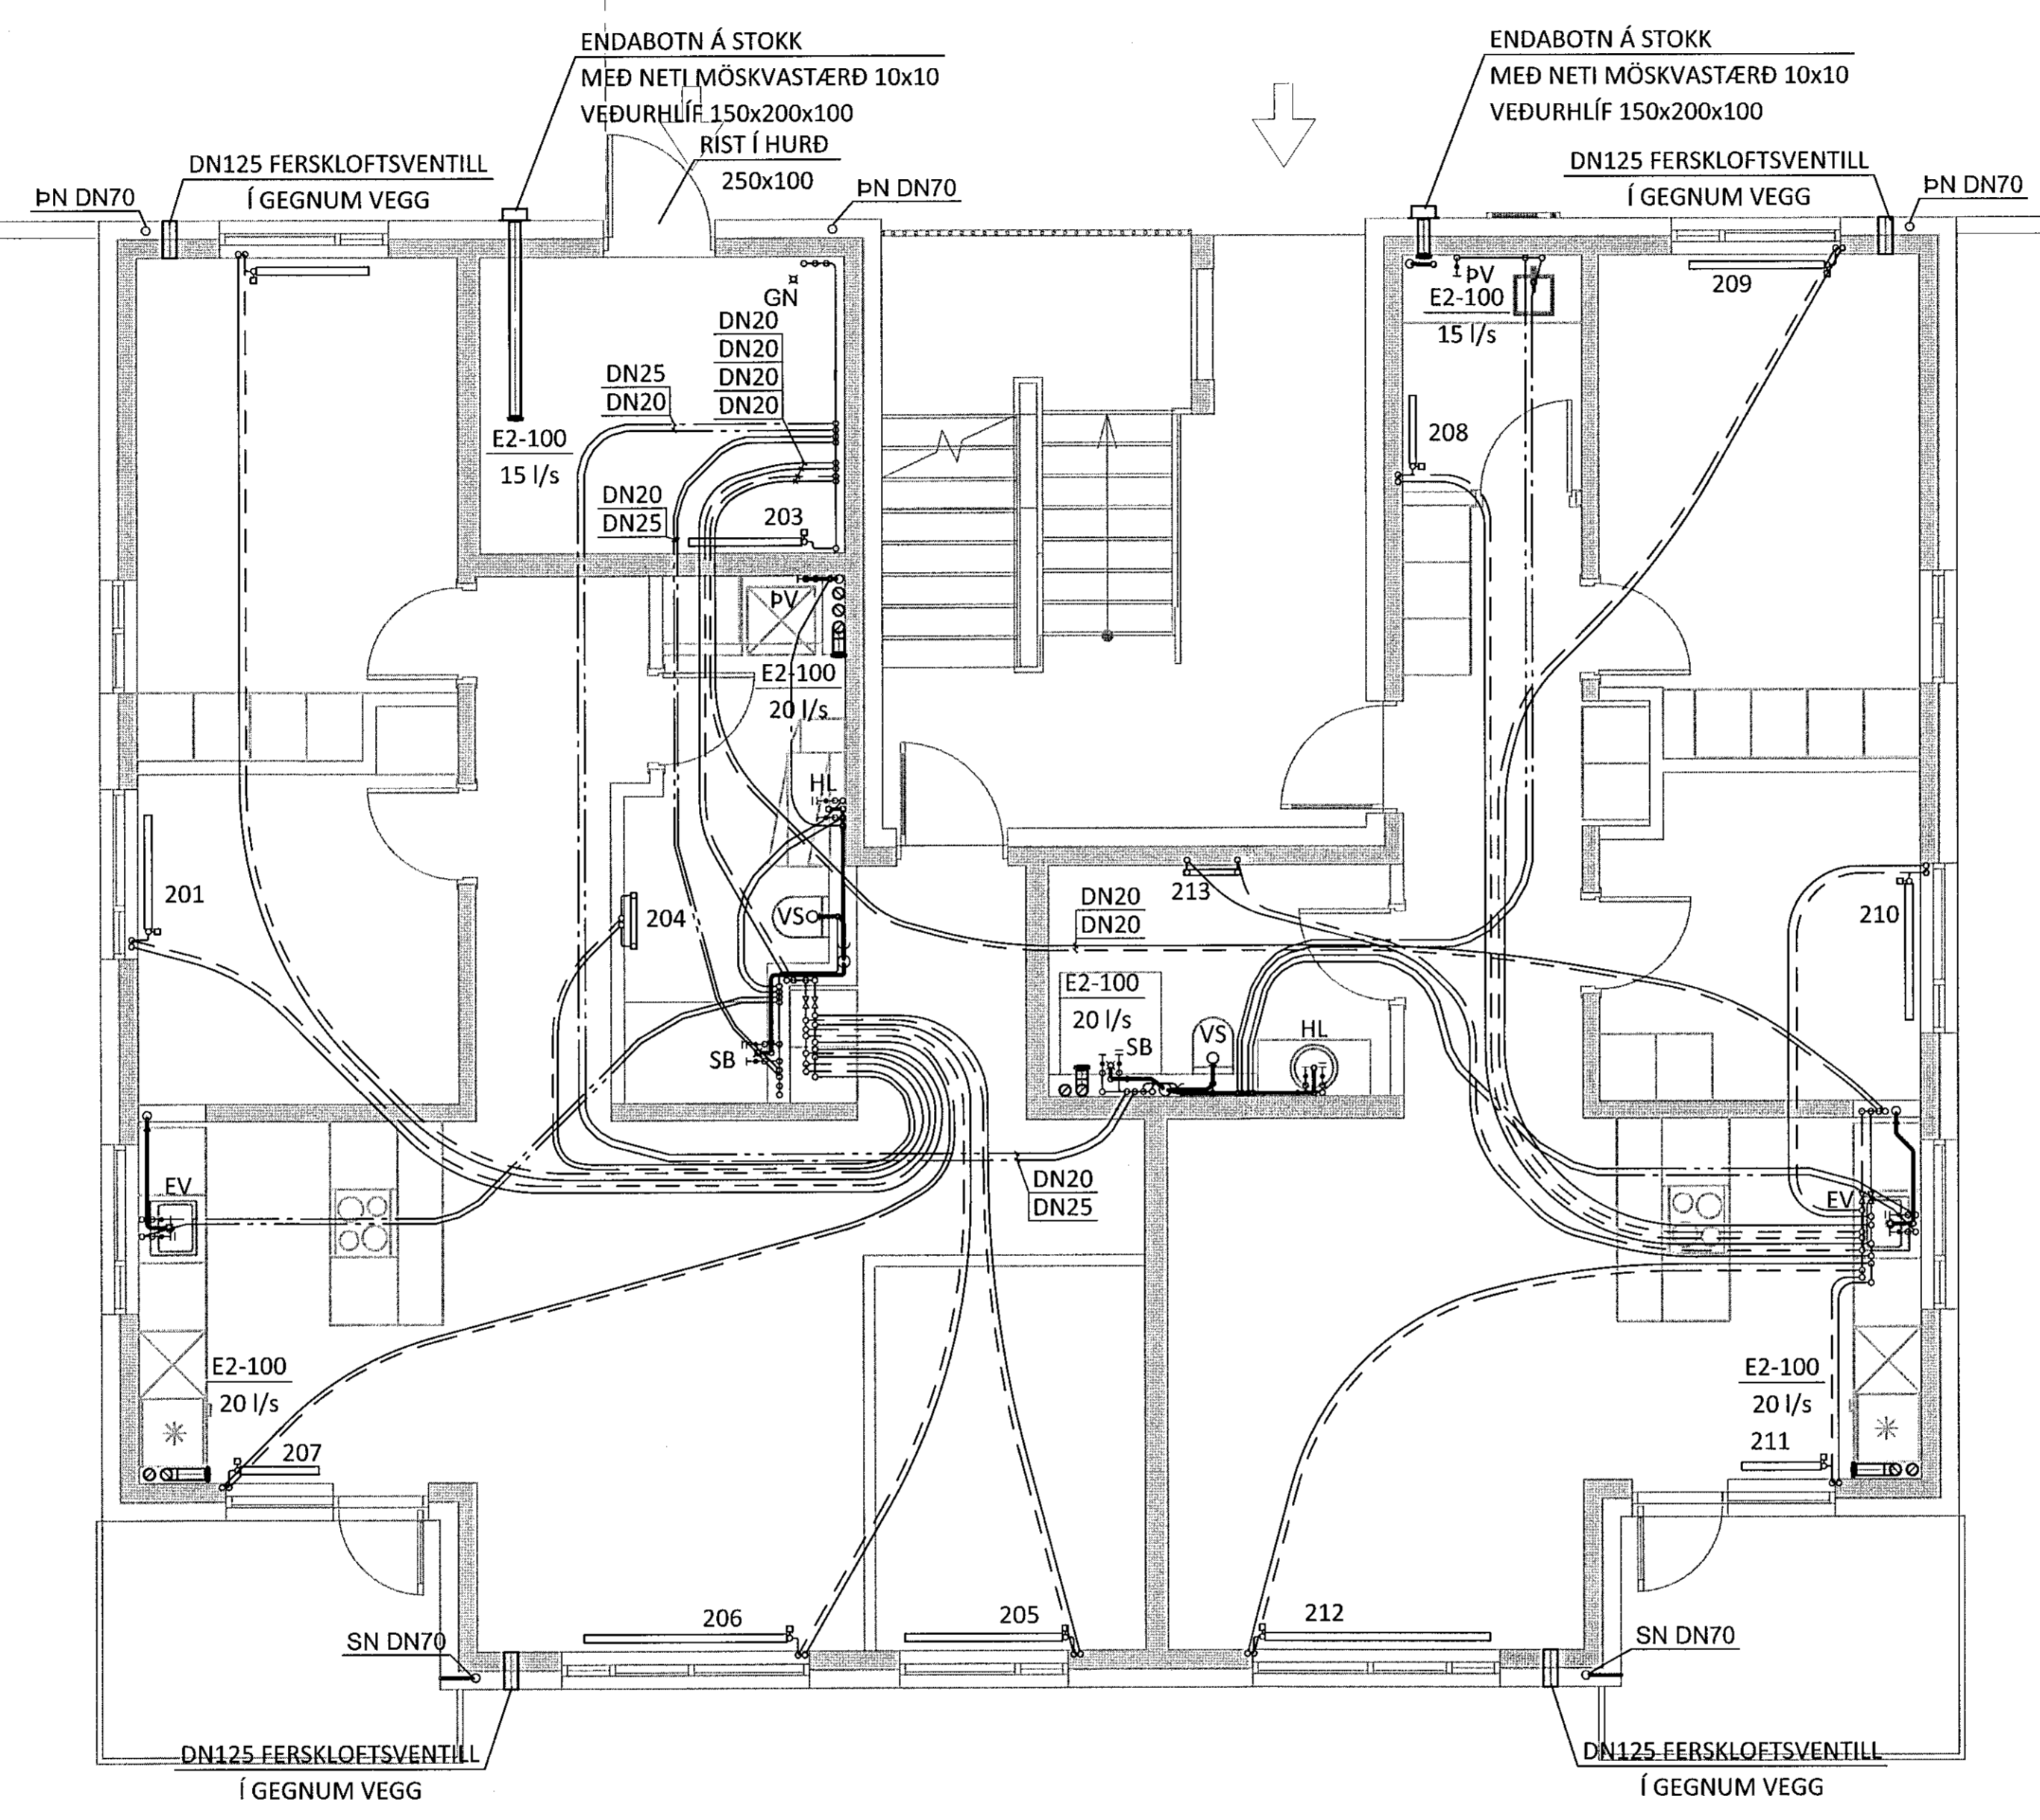 ENDABOTN Á STOKK
MEÐ NETI MÖSKVASTÆRÐ 10x10
VEÐURHLÍF 150x200x100
RIST Í HURÐ
250x100
ENDABOTN Á STOKK
MEÐ NETI MÖSKVASTÆRÐ 10x10
VEÐURHLÍF 150x200x100
DN125 FERSKLOFTSVENTILL
Í GEGNUM VEGG
ÞN DN70
ÞN DN70
DN125 FERSKLOFTSVENTILL
Í GEGNUM VEGG
ÞN DN70
GN
DN20
DN20
DN20
DN20
DN25
DN20
E2-100
15 l/s
DN20
DN25
203
ÞV
E2-100
15 l/s
209
208
ÞV
E2-100
20 l/s
HL
201
204
VS
SB
213
DN20
DN20
E2-100
20 l/s
SB
VS
HL
210
DN20
DN25
EV
EV
E2-100
20 l/s
207
E2-100
20 l/s
211
206
205
212
SN DN70
SN DN70
DN125 FERSKLOFTSVENTILL
Í GEGNUM VEGG
DN125 FERSKLOFTSVENTILL
Í GEGNUM VEGG